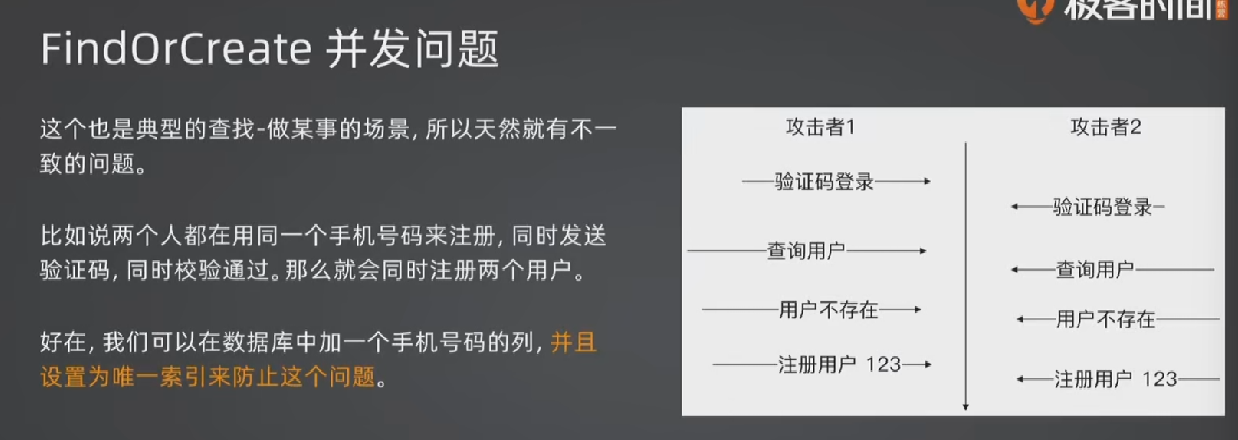 极客时间
FindOrCreate 并发问题
这个也是典型的查找-做某事的场景, 所以天然就有不一
致的问题。
比如说两个人都在用同一个手机号码来注册, 同时发送
验证码, 同时校验通过。那么就会同时注册两个用户。
好在, 我们可以在数据库中加一个手机号码的列, 并且
设置为唯一索引来防止这个问题。
攻击者1
攻击者2
验证码登录
验证码登录
查询用户
查询用户
用户不存在
用户不存在
注册用户 123
注册用户 123